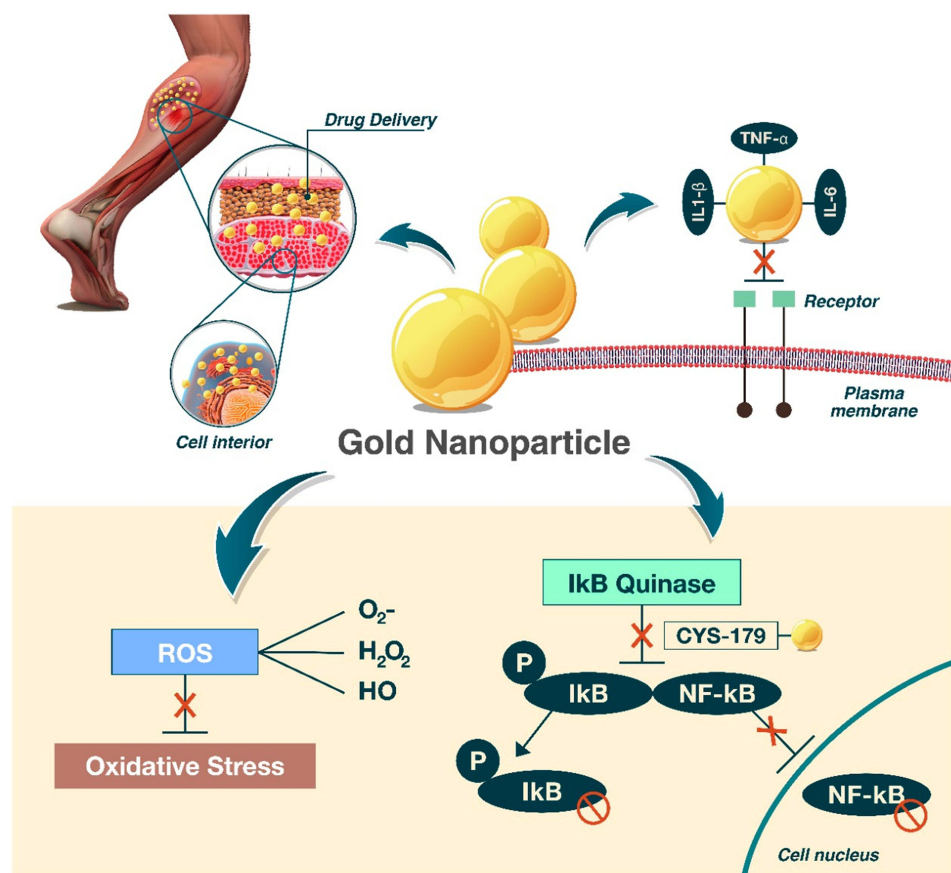 Drug Delivery
TNF-α
IL1-β
IL-6
Receptor
Plasma
membrane
Cell interior
Gold Nanoparticle
IkB Quinase
CYS-179
O₂-
ROS
H₂O₂
HO
P
IkB
NF-kB
Oxidative Stress
P
IkB
NF-kB
Cell nucleus